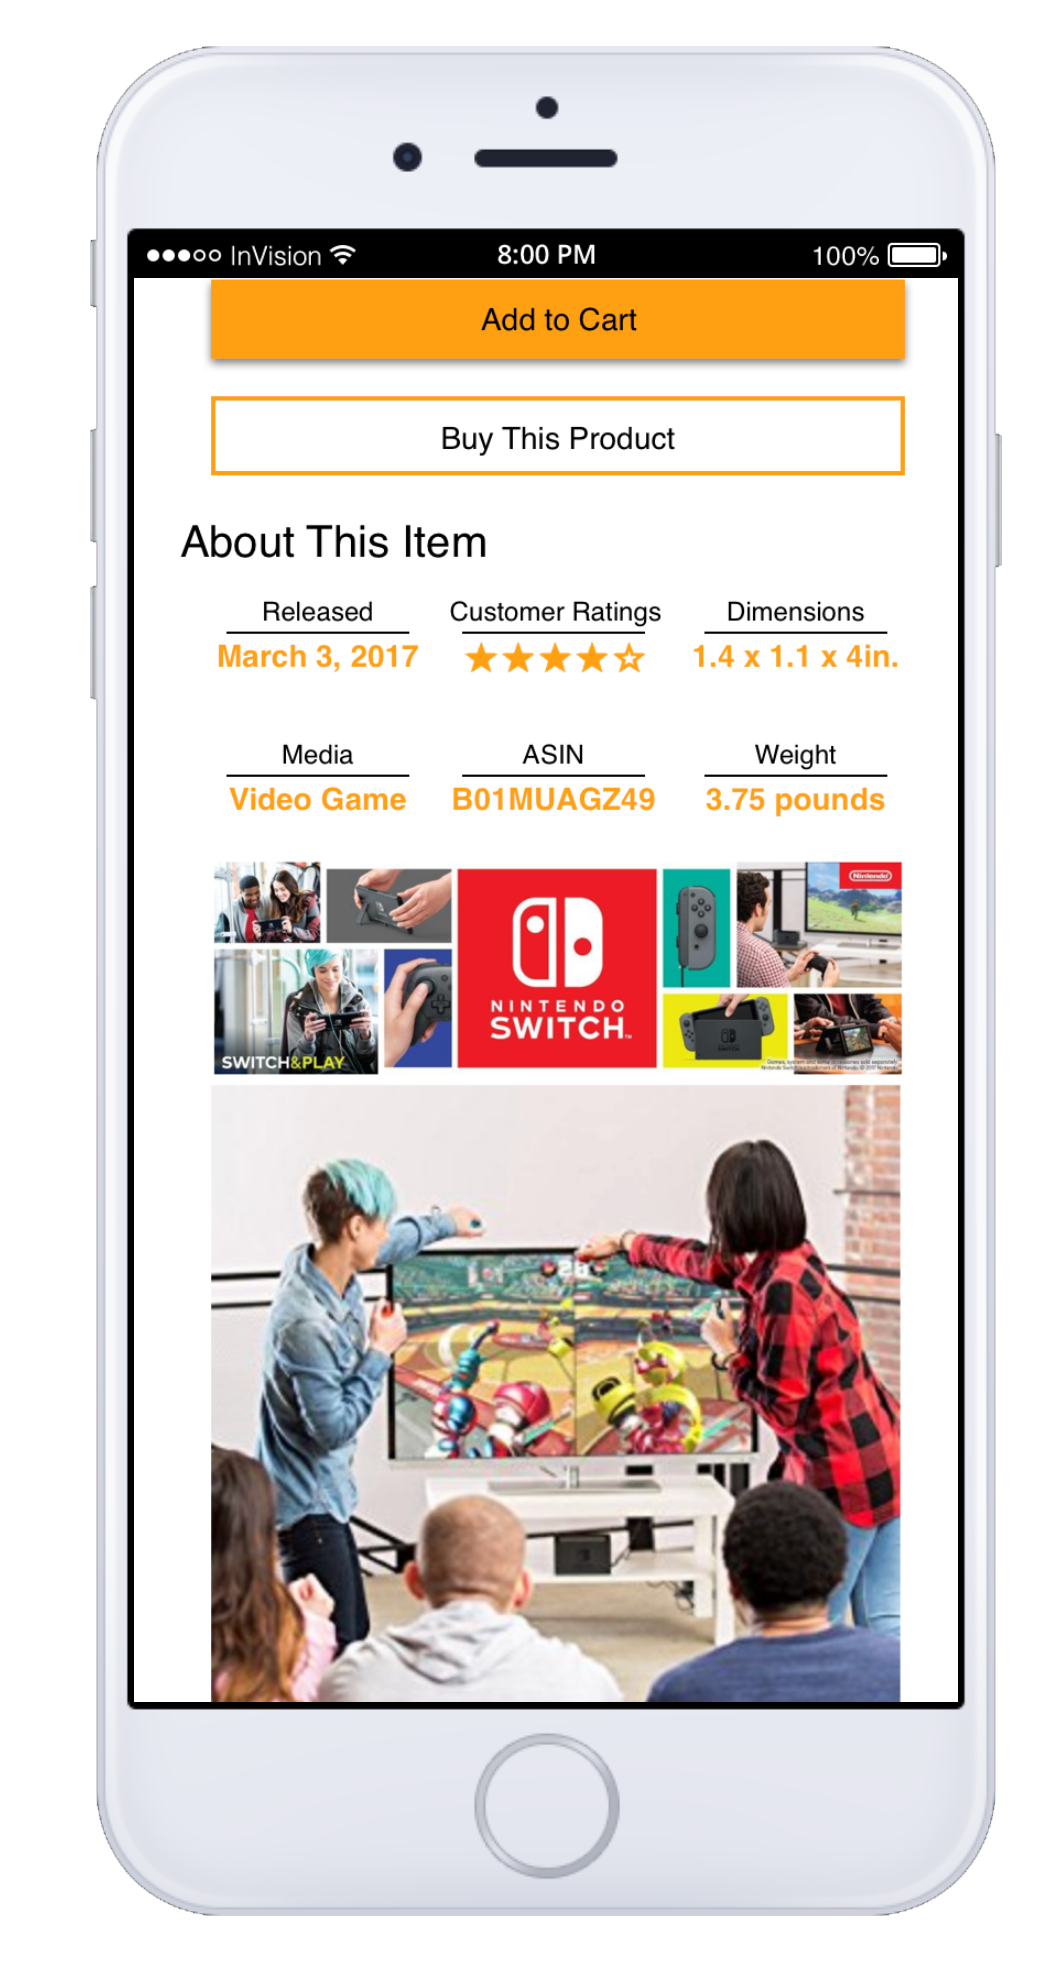 InVision 8:00 PM 100%
Add to Cart
Buy This Product
About This Item
Released Customer Ratings Dimensions
March 3, 2017 1.4 x 1.1 x 4in.
Media ASIN Weight
Video Game B01MUAGZ49 3.75 pounds
Nintendo
NINTENDO
SWITCH™
SWITCH&PLAY
SWITCH
28